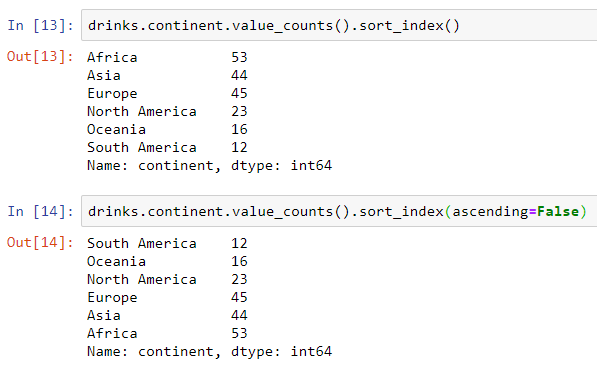 In [13]: drinks.continent.value_counts().sort_index()
Out[13]: Africa           53
Asia             44
Europe           45
North America    23
Oceania          16
South America    12
Name: continent, dtype: int64
In [14]: drinks.continent.value_counts().sort_index(ascending=False)
Out[14]: South America    12
Oceania          16
North America    23
Europe           45
Asia             44
Africa           53
Name: continent, dtype: int64